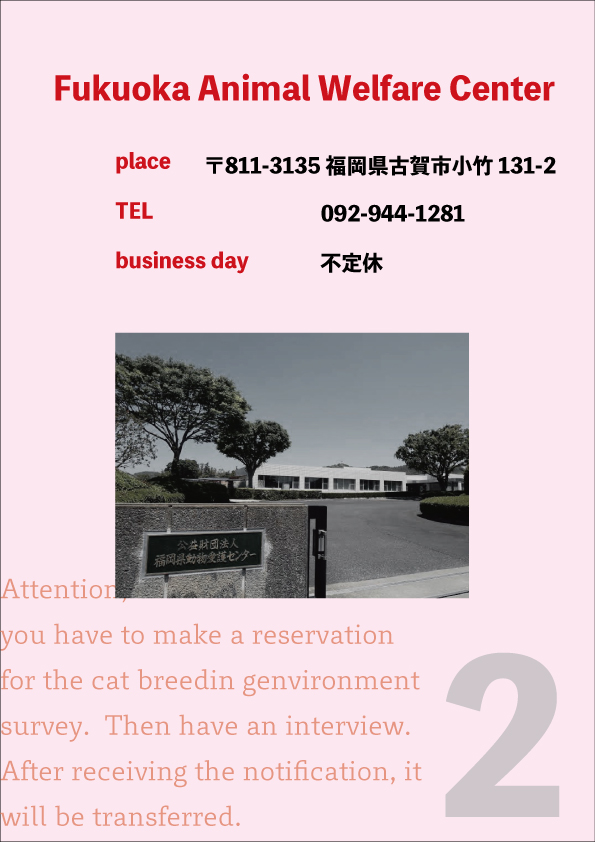 Fukuoka Animal Welfare Center
place 〒811-3135 福岡県古賀市小竹 131-2
TEL 092-944-1281
business day 不定休
公益財団法人
福岡県動物愛護センター
Attention,
you have to make a reservation
for the cat breedin genvironment
survey. Then have an interview.
After receiving the notification, it
will be transferred.
2